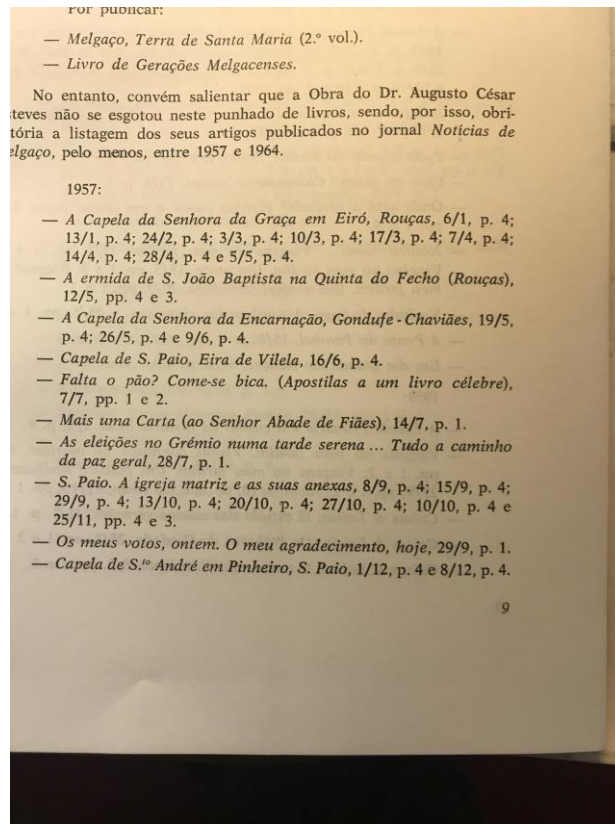 Por publicar:
— Melgaço, Terra de Santa Maria (2.º vol.).
— Livro de Gerações Melgacenses.
No entanto, convém salientar que a Obra do Dr. Augusto César
steves não se esgotou neste punhado de livros, sendo, por isso, obri-
tória a listagem dos seus artigos publicados no jornal Notícias de
elgaço, pelo menos, entre 1957 e 1964.
1957:
— A Capela da Senhora da Graça em Eiró, Rouças, 6/1, p. 4;
13/1, p. 4; 24/2, p. 4; 3/3, p. 4; 10/3, p. 4; 17/3, p. 4; 7/4, p. 4;
14/4, p. 4; 28/4, p. 4 e 5/5, p. 4.
— A ermida de S. João Baptista na Quinta do Fecho (Rouças),
12/5, pp. 4 e 3.
— A Capela da Senhora da Encarnação, Gondufe - Chaviães, 19/5,
p. 4; 26/5, p. 4 e 9/6, p. 4.
— Capela de S. Paio, Eira de Vilela, 16/6, p. 4.
— Falta o pão? Come-se bica. (Apostilas a um livro célebre),
7/7, pp. 1 e 2.
— Mais uma Carta (ao Senhor Abade de Fiães), 14/7, p. 1.
— As eleições no Grémio numa tarde serena ... Tudo a caminho
da paz geral, 28/7, p. 1.
— S. Paio. A igreja matriz e as suas anexas, 8/9, p. 4; 15/9, p. 4;
29/9, p. 4; 13/10, p. 4; 20/10, p. 4; 27/10, p. 4; 10/10, p. 4 e
25/11, pp. 4 e 3.
— Os meus votos, ontem. O meu agradecimento, hoje, 29/9, p. 1.
— Capela de S.to André em Pinheiro, S. Paio, 1/12, p. 4 e 8/12, p. 4.
9